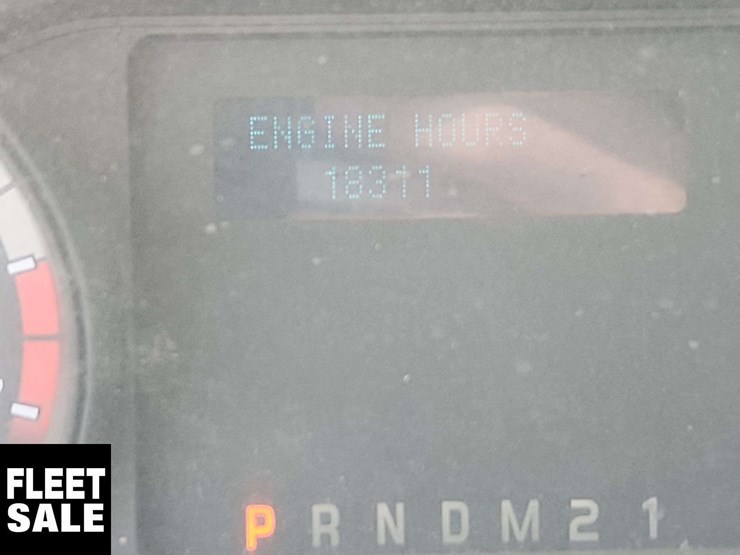 ENGINE HOURS
18311
P R N D M 2 1
FLEET
SALE